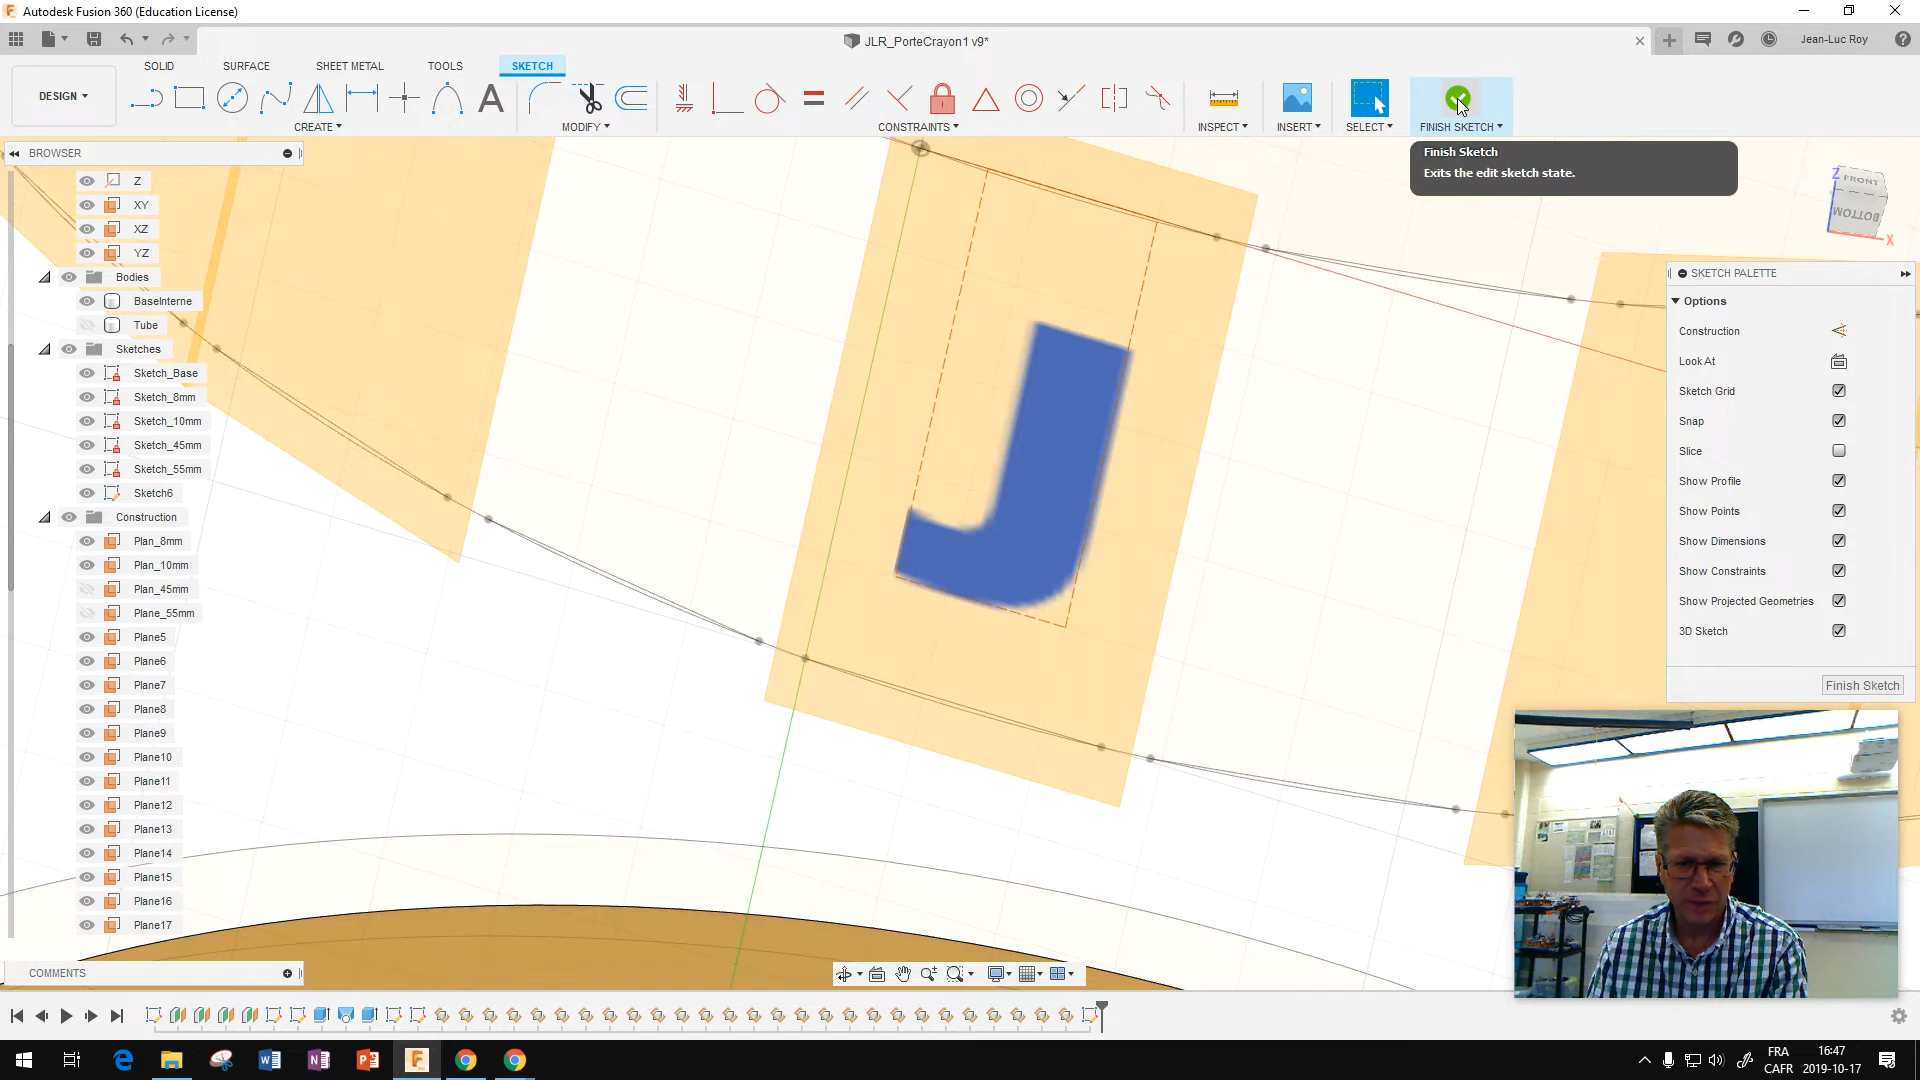 Autodesk Fusion 360 (Education License)
JLR_PorteCrayon1 v9*
Jean-Luc Roy
SOLID SURFACE SHEET METAL TOOLS SKETCH
DESIGN
CREATE MODIFY CONSTRAINTS INSPECT INSERT SELECT FINISH SKETCH
BROWSER
Finish Sketch
Exits the edit sketch state.
Z
XY
XZ
YZ
Bodies
BaseInterne
Tube
Sketches
Sketch_Base
Sketch_8mm
Sketch_10mm
Sketch_45mm
Sketch_55mm
Sketch6
Construction
Plan_8mm
Plan_10mm
Plan_45mm
Plane_55mm
Plane5
Plane6
Plane7
Plane8
Plane9
Plane10
Plane11
Plane12
Plane13
Plane14
Plane15
Plane16
Plane17
COMMENTS
J
Z
FRONT
BOTTOM
X
SKETCH PALETTE
Options
Construction
Look At
Sketch Grid
Snap
Slice
Show Profile
Show Points
Show Dimensions
Show Constraints
Show Projected Geometries
3D Sketch
Finish Sketch
FRA
CAFR
16:47
2019-10-17